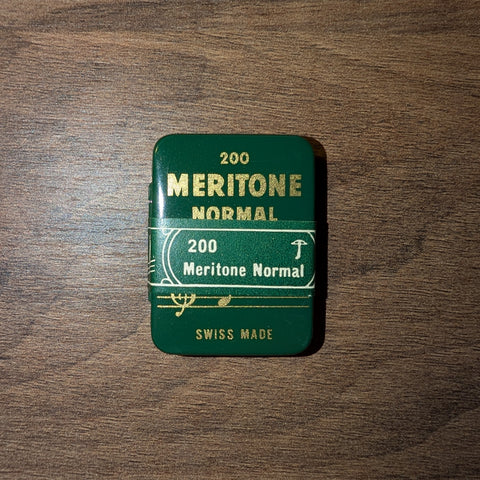 200
MERITONE
NORMAL
200
Meritone Normal
SWISS MADE